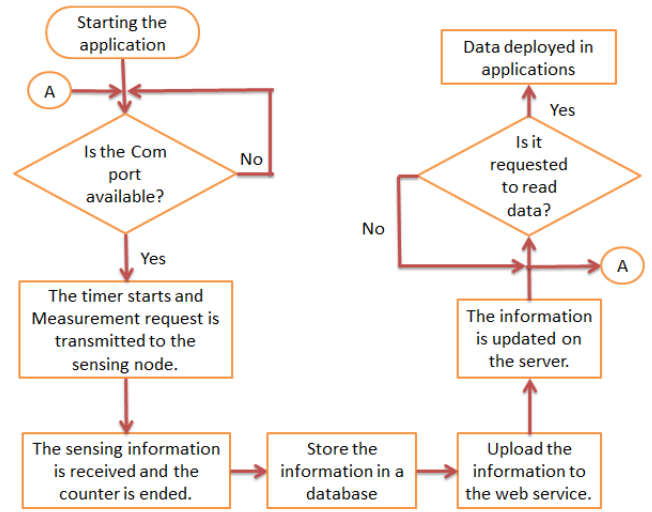 Starting the
application
A
Is the Com
port
available?
No
Yes
The timer starts and
Measurement request is
transmitted to the
sensing node.
The sensing information
is received and the
counter is ended.
Store the
information in a
database
Upload the
information to
the web service.
The information
is updated on
the server.
A
No
Is it
requested
to read
data?
Yes
Data deployed in
applications